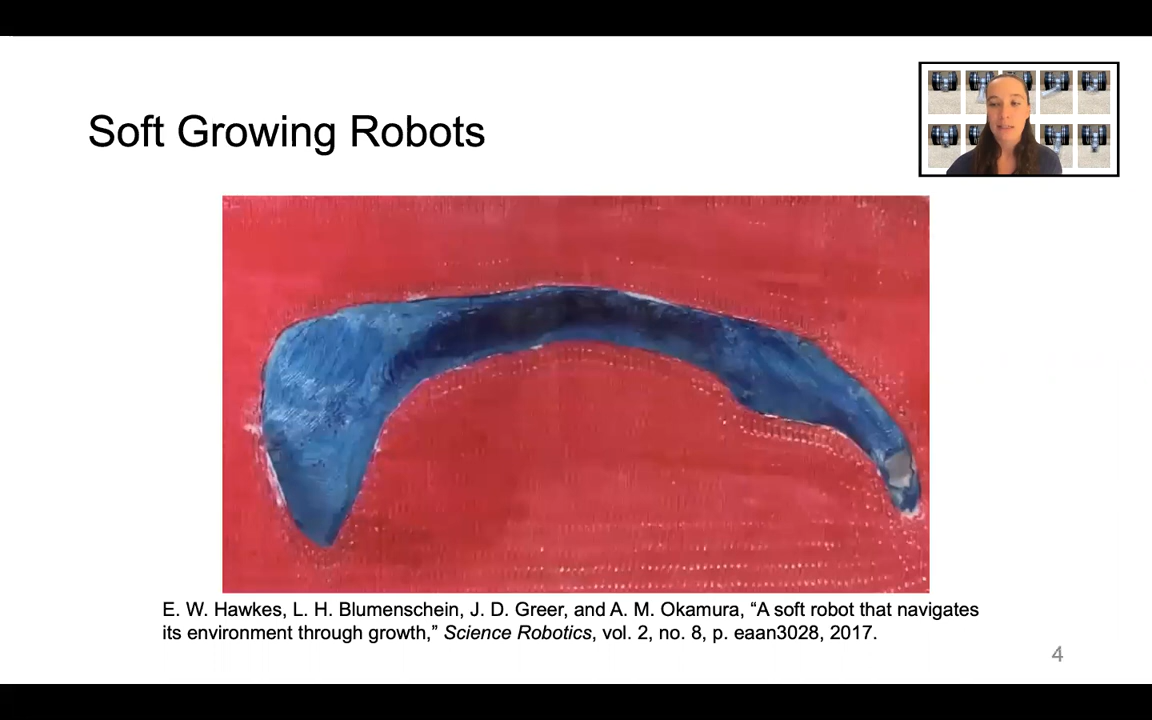 Soft Growing Robots
E. W. Hawkes, L. H. Blumenschein, J. D. Greer, and A. M. Okamura, “A soft robot that navigates
its environment through growth,” Science Robotics, vol. 2, no. 8, p. eaan3028, 2017.
4